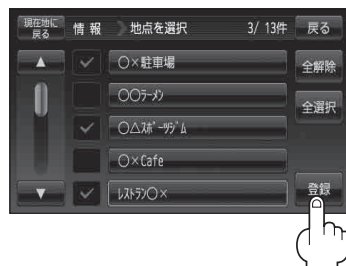 現在地に
戻る
情報 地点を選択 3/ 13件 戻る
▲ ○×駐車場 全解除
○○ﾗｰﾒﾝ 全選択
○△ｽﾎﾟｰﾂｼﾞﾑ
○×Cafe
▼ ﾚｽﾄﾗﾝ○× 登録